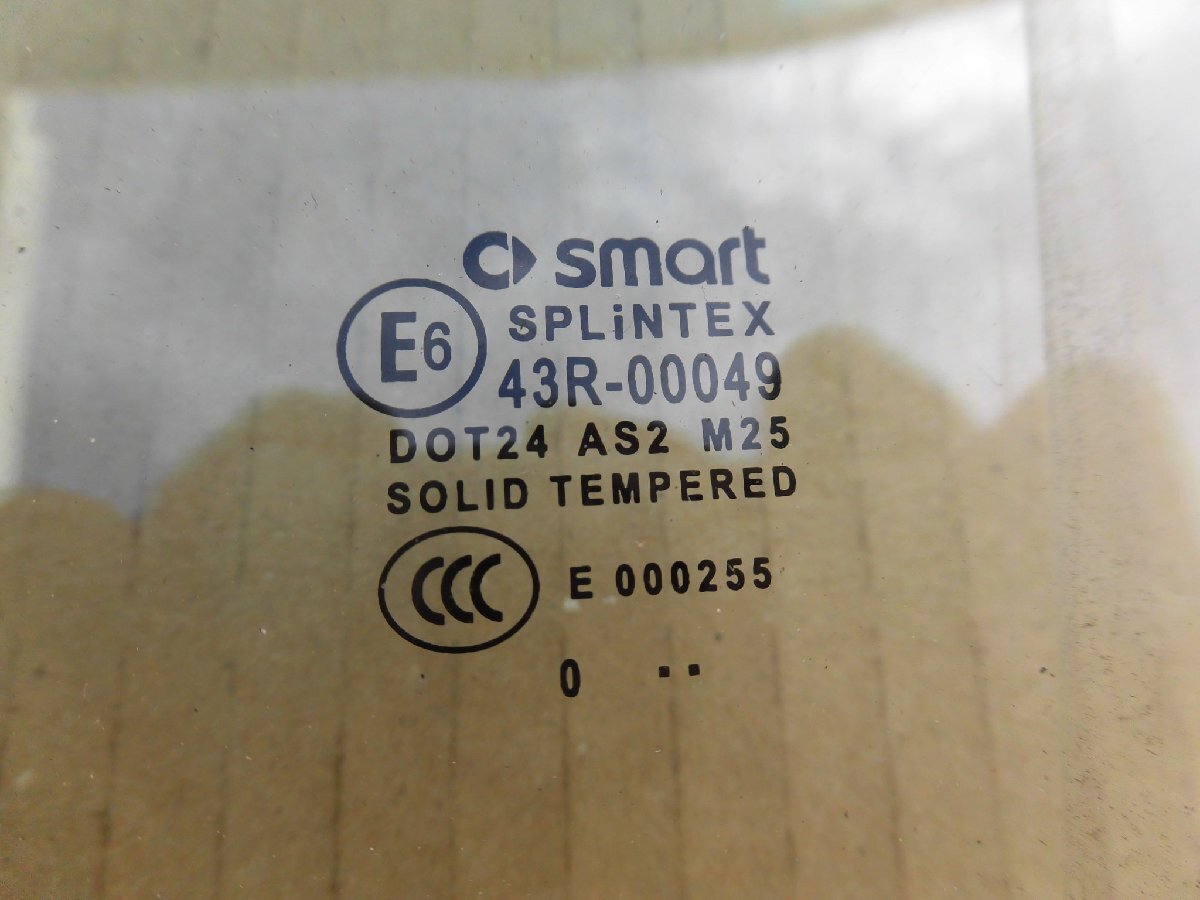 smart
SPLiNTEX
E6
43R-00049
DOT24 AS2 M25
SOLID TEMPERED
CCC E 000255
0 ..